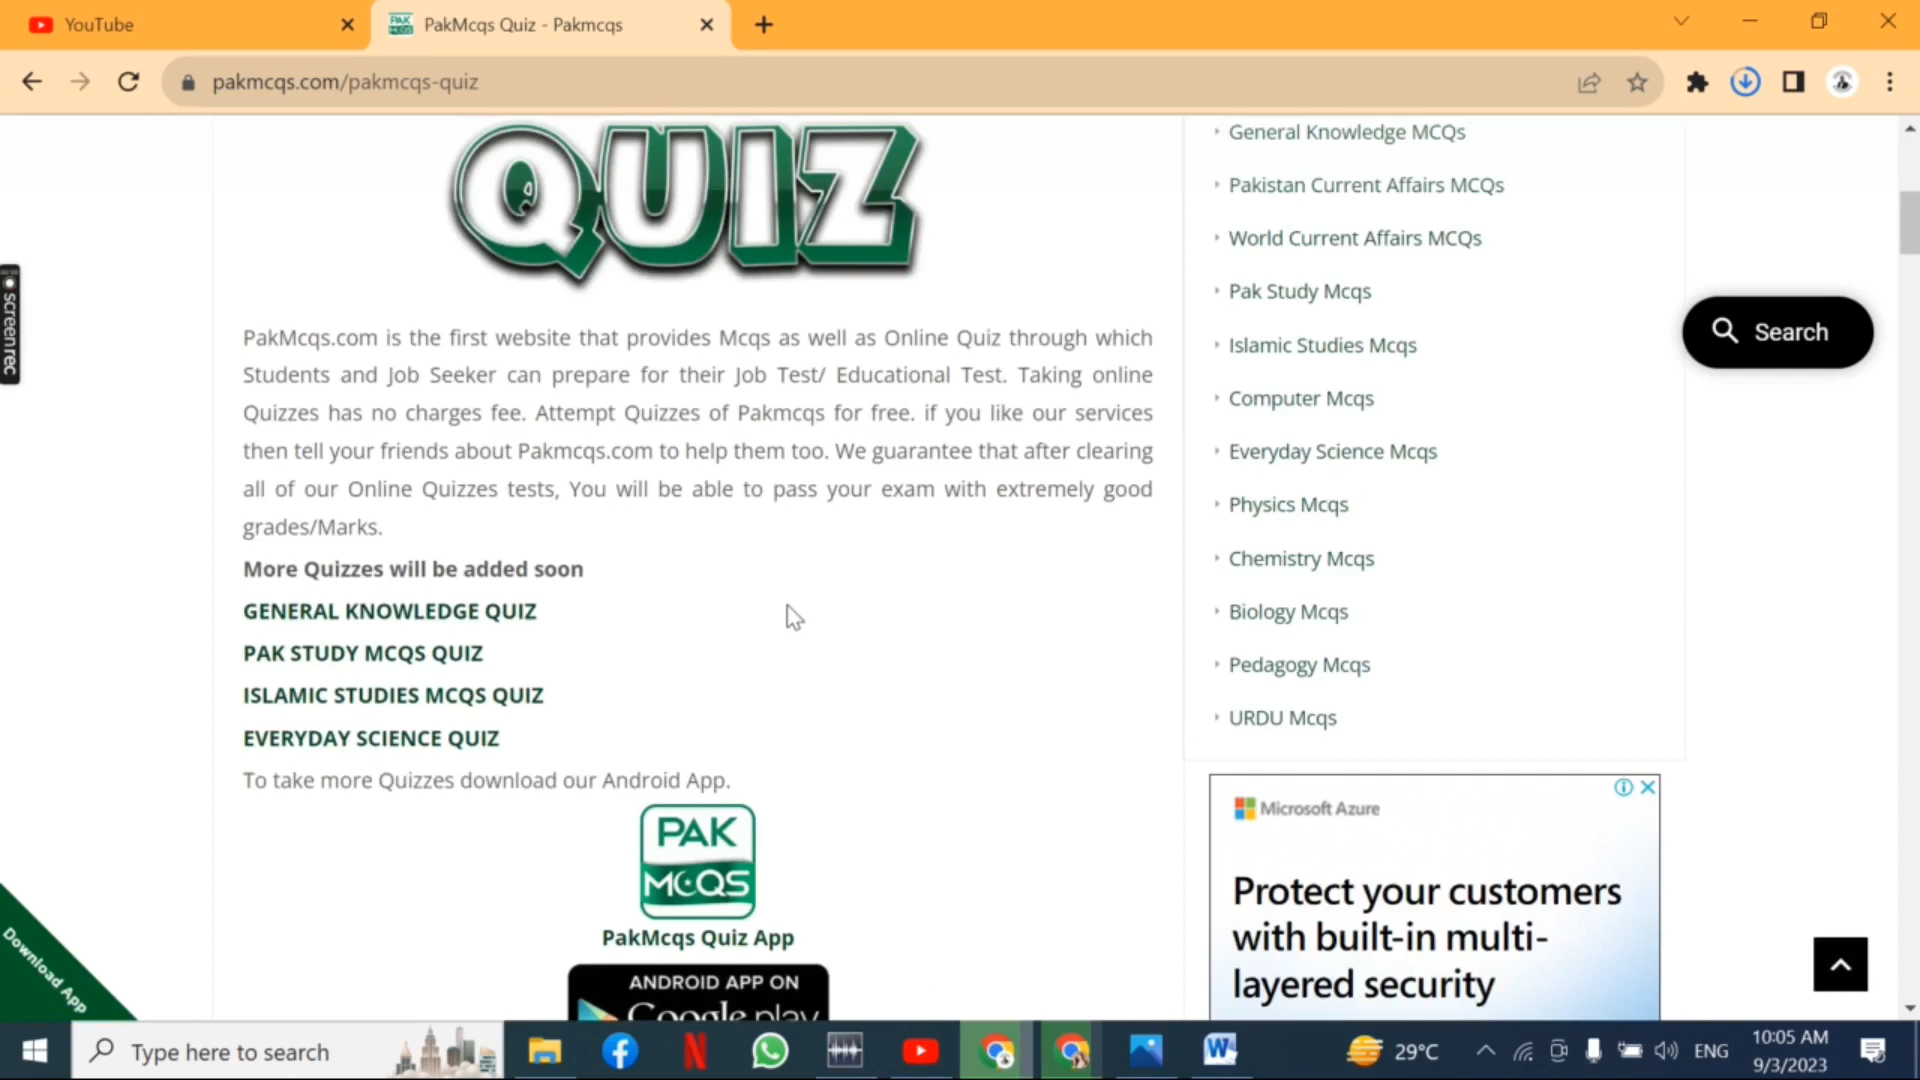 YouTube
PakMcqs Quiz - Pakmcqs
pakmcqs.com/pakmcqs-quiz
QUIZ
PakMcqs.com is the first website that provides Mcqs as well as Online Quiz through which
Students and Job Seeker can prepare for their Job Test/ Educational Test. Taking online
Quizzes has no charges fee. Attempt Quizzes of Pakmcqs for free. if you like our services
then tell your friends about Pakmcqs.com to help them too. We guarantee that after clearing
all of our Online Quizzes tests, You will be able to pass your exam with extremely good
grades/Marks.
More Quizzes will be added soon
GENERAL KNOWLEDGE QUIZ
PAK STUDY MCQS QUIZ
ISLAMIC STUDIES MCQS QUIZ
EVERYDAY SCIENCE QUIZ
To take more Quizzes download our Android App.
PAK
MCQS
PakMcqs Quiz App
ANDROID APP ON
Google play
General Knowledge MCQs
Pakistan Current Affairs MCQs
World Current Affairs MCQs
Pak Study Mcqs
Islamic Studies Mcqs
Computer Mcqs
Everyday Science Mcqs
Physics Mcqs
Chemistry Mcqs
Biology Mcqs
Pedagogy Mcqs
URDU Mcqs
Search
Microsoft Azure
Protect your customers
with built-in multi-
layered security
screenrec
Download App
Type here to search
29°C
ENG
10:05 AM
9/3/2023